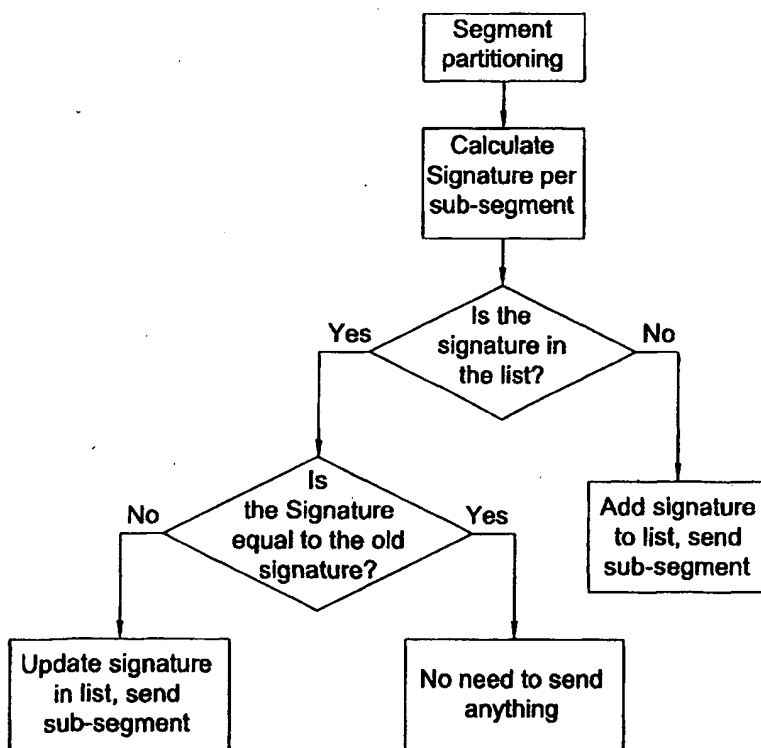 Segment
partitioning
Calculate
Signature per
sub-segment
Is the
signature in
the list?
Yes
No
Is
the Signature
equal to the old
signature?
No
Yes
Add signature
to list, send
sub-segment
Update signature
in list, send
sub-segment
No need to send
anything